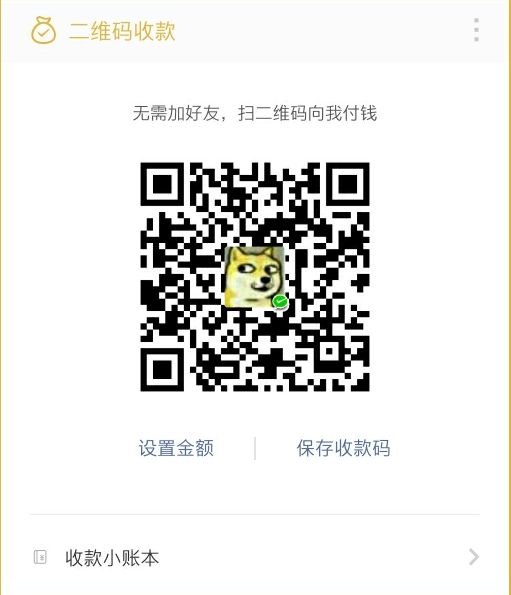 二维码收款
无需加好友，扫二维码向我付钱
设置金额
保存收款码
收款小账本